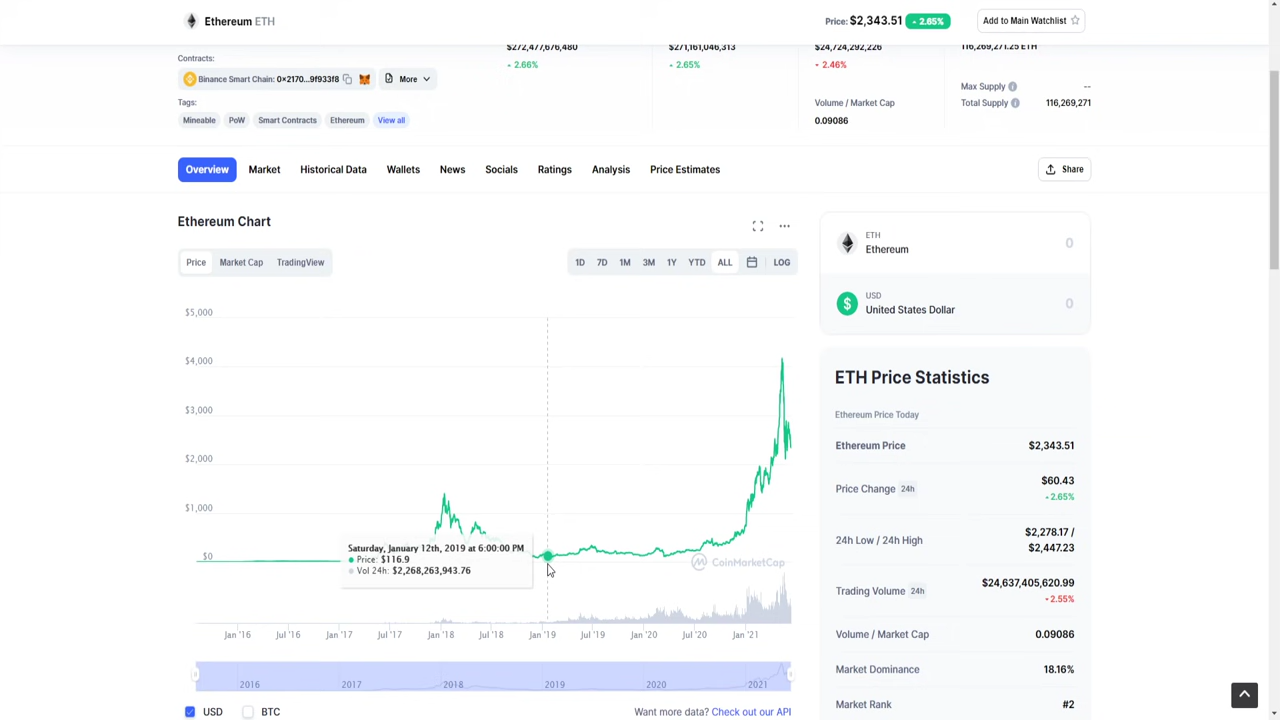 Ethereum ETH
Price: $2,343.51 2.65%
Add to Main Watchlist
$272,477,676,480
$271,161,046,313
24,724,292,226
116,269,271.25 ETH
Contracts:
2.66%
2.65%
2.46%
Binance Smart Chain: 0x2170...9f933f8
More
Max Supply
--
Tags:
Volume / Market Cap
Total Supply
116,269,271
Mineable
PoW
Smart Contracts
Ethereum
View all
0.09086
Overview
Market
Historical Data
Wallets
News
Socials
Ratings
Analysis
Price Estimates
Share
Ethereum Chart
Price
Market Cap
TradingView
1D
7D
1M
3M
1Y
YTD
ALL
LOG
$5,000
$4,000
$3,000
$2,000
$1,000
$0
Saturday, January 12th, 2019 at 6:00:00 PM
Price: $116.9
Vol 24h: $2,268,263,943.76
CoinMarketCap
Jan '16
Jul '16
Jan '17
Jul '17
Jan '18
Jul '18
Jan '19
Jul '19
Jan '20
Jul '20
Jan '21
2016
2017
2018
2019
2020
2021
USD
BTC
Want more data? Check out our API
ETH
Ethereum
0
USD
United States Dollar
0
ETH Price Statistics
Ethereum Price Today
Ethereum Price
$2,343.51
Price Change 24h
$60.43
2.65%
24h Low / 24h High
$2,278.17 /
$2,447.23
Trading Volume 24h
$24,637,405,620.99
2.55%
Volume / Market Cap
0.09086
Market Dominance
18.16%
Market Rank
#2